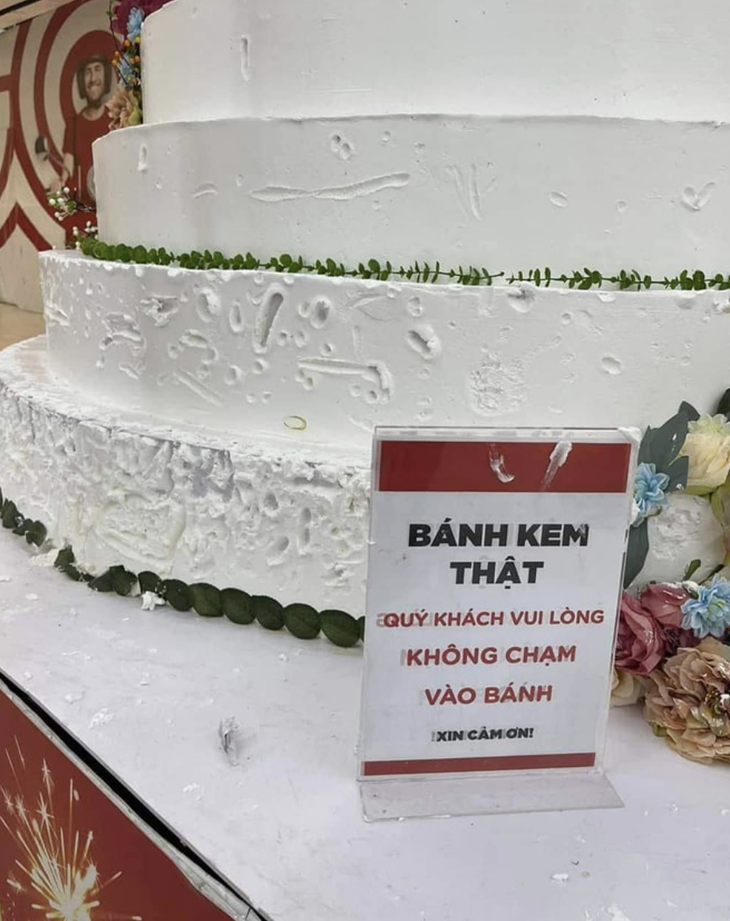 BÁNH KEM
THẬT
QUÝ KHÁCH VUI LÒNG
KHÔNG CHẠM
VÀO BÁNH
XIN CẢM ƠN!